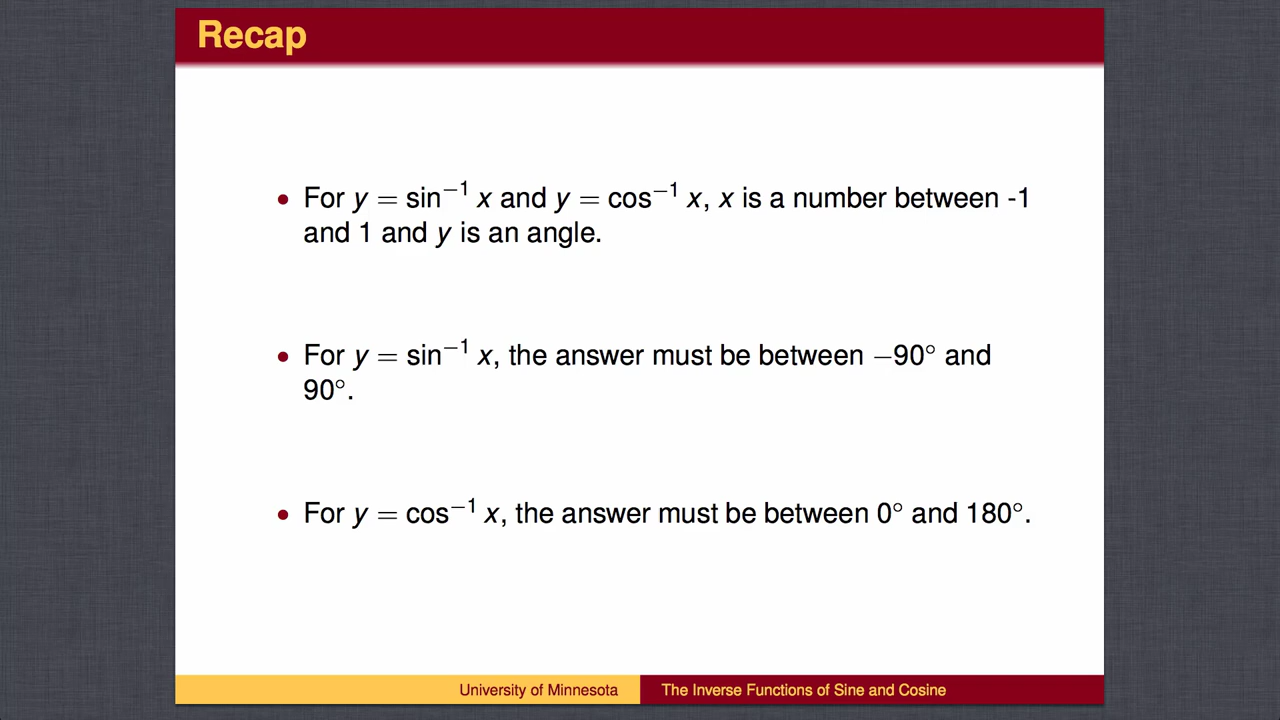 Recap
• For y = sin⁻¹ x and y = cos⁻¹ x, x is a number between -1
and 1 and y is an angle.
• For y = sin⁻¹ x, the answer must be between −90° and
90°.
• For y = cos⁻¹ x, the answer must be between 0° and 180°.
University of Minnesota
The Inverse Functions of Sine and Cosine